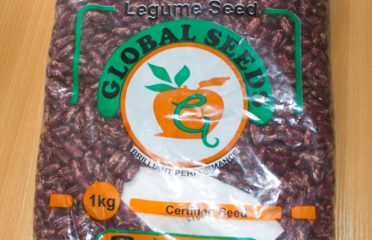 Legume Seed
GLOBAL SEEDS
G
BRILLIANT PERFORMANCE
1kg
Certified Seed